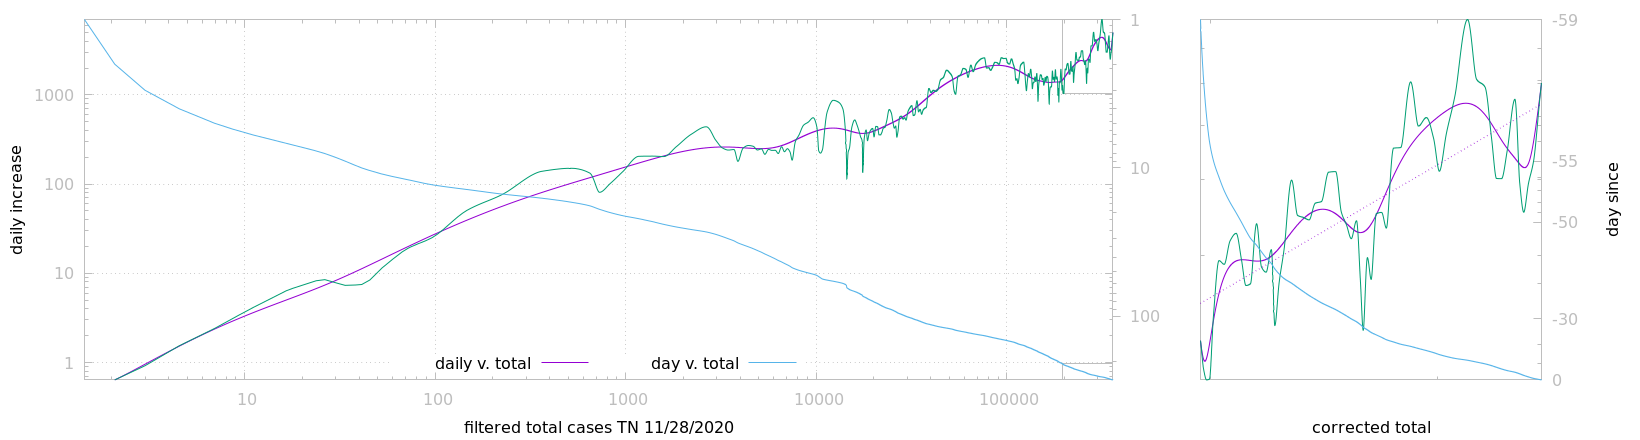 1 -59
1000
daily increase
-55
10
100
-50
day since
10
100
-30
1
daily v. total day v. total
0
10 100 1000 10000 100000
filtered total cases TN 11/28/2020 corrected total